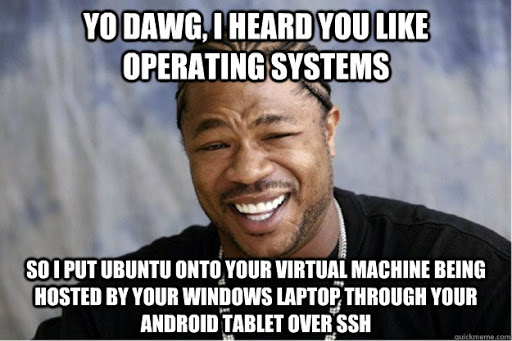 YO DAWG, I HEARD YOU LIKE
OPERATING SYSTEMS
SO I PUT UBUNTU ONTO YOUR VIRTUAL MACHINE BEING
HOSTED BY YOUR WINDOWS LAPTOP, THROUGH YOUR
ANDROID TABLET OVER SSH
quickmeme.com